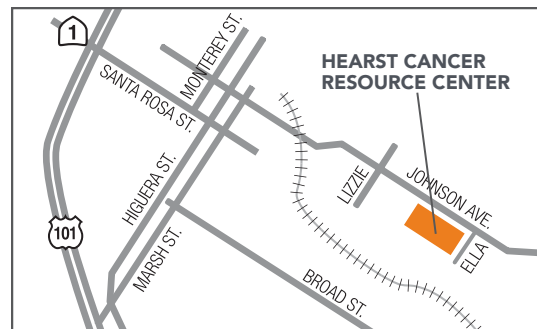 1
MONTEREY ST.
SANTA ROSA ST.
HEARST CANCER
RESOURCE CENTER
HIGUERA ST.
LIZZIE
JOHNSON AVE.
101
MARSH ST.
ELLA
BROAD ST.